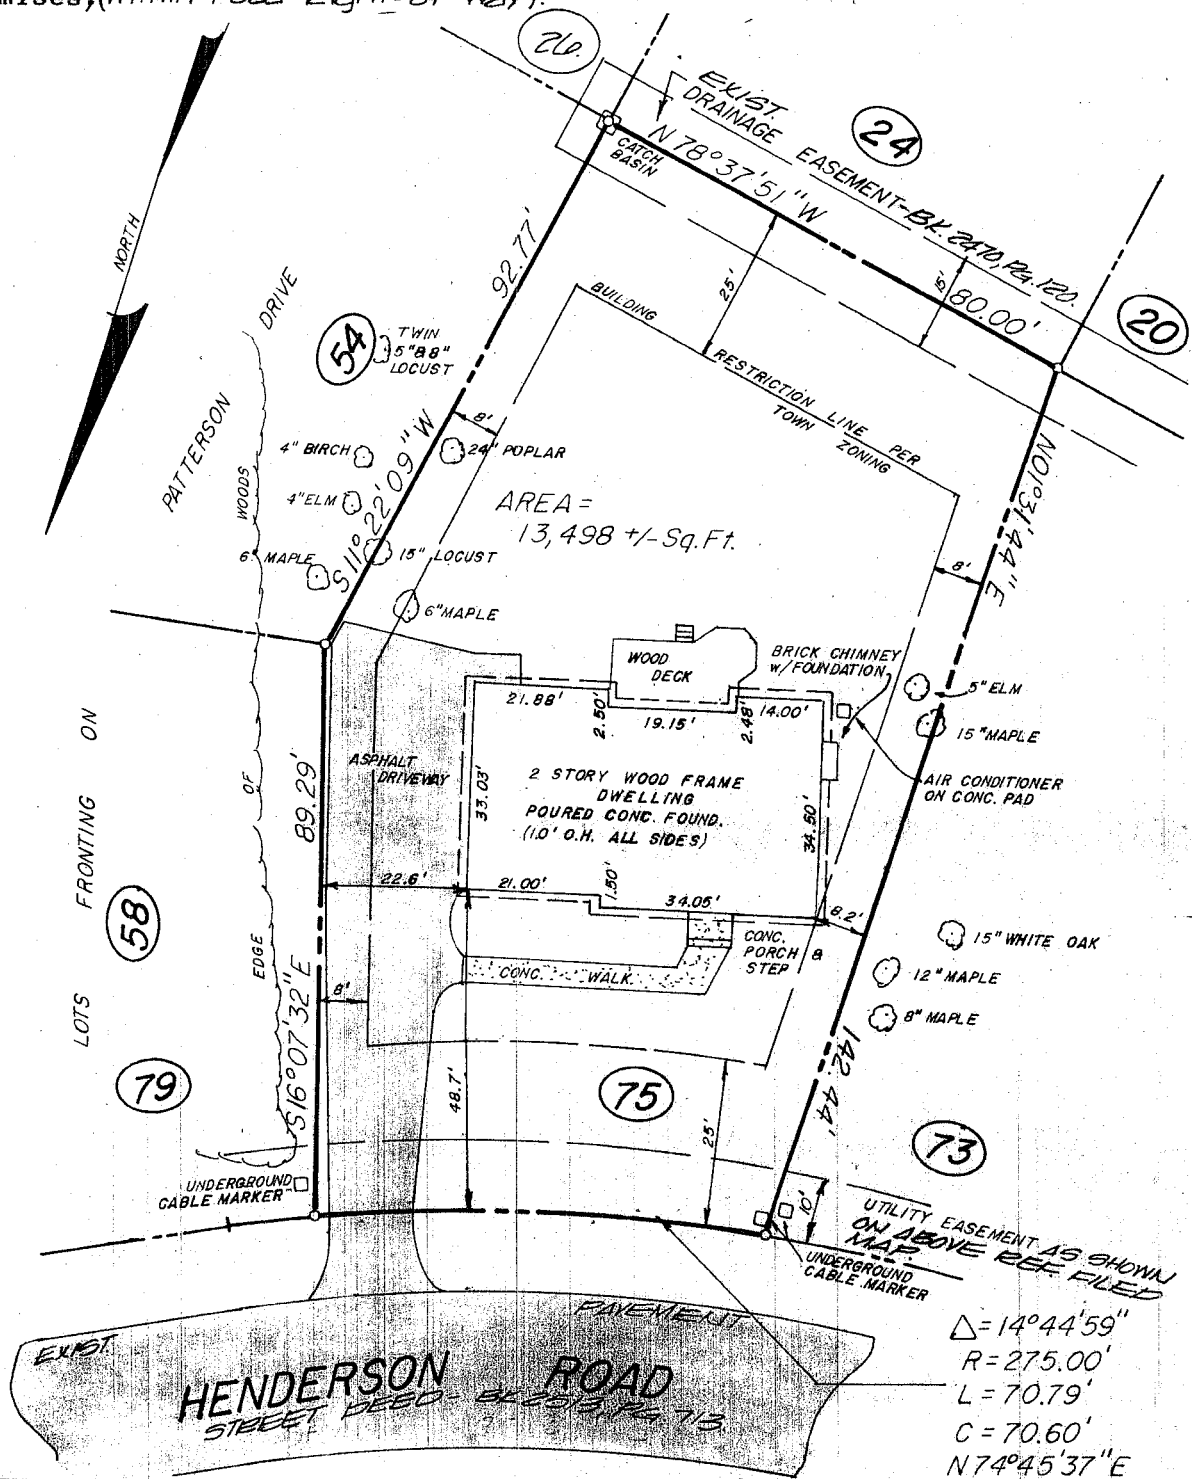 26.
EXIST.
DRAINAGE EASEMENT-BK. 2470, PG. 120.
24
N 78°37'51" W
80.00'
CATCH
BASIN
NORTH
92.77'
25'
15'
20
BUILDING
RESTRICTION LINE PER
TOWN ZONING
PATTERSON DRIVE
54
TWIN
5"&8"
LOCUST
8'
4" BIRCH
24" POPLAR
WOODS
4" ELM
S 11° 22' 09" W
AREA =
13,498 +/- Sq. Ft.
N01°31'44" E
6" MAPLE
15" LOCUST
8'
6" MAPLE
WOOD
DECK
BRICK CHIMNEY
W/ FOUNDATION
5" ELM
21.88'
2.50'
19.15'
2.48'
14.00'
15" MAPLE
ASPHALT
DRIVEWAY
33.03'
2 STORY WOOD FRAME
DWELLING
POURED CONC. FOUND.
(1.0' O.H. ALL SIDES)
34.50'
AIR CONDITIONER
ON CONC. PAD
LOTS FRONTING ON
EDGE OF
89.29'
22.6'
21.00'
1.50'
34.05'
8.2'
58
CONC.
PORCH &
STEP
15" WHITE OAK
CONC. WALK
12" MAPLE
8'
8" MAPLE
S16°07'32" E
142.44'
79
48.7'
75
25'
73
UNDERGROUND
CABLE MARKER
10'
UTILITY EASEMENT AS SHOWN
ON ABOVE REF. FILED
MAP.
UNDERGROUND
CABLE MARKER
EXIST.
PAVEMENT
HENDERSON ROAD
Δ = 14°44'59"
R = 275.00'
L = 70.79'
C = 70.60'
N 74°45'37" E